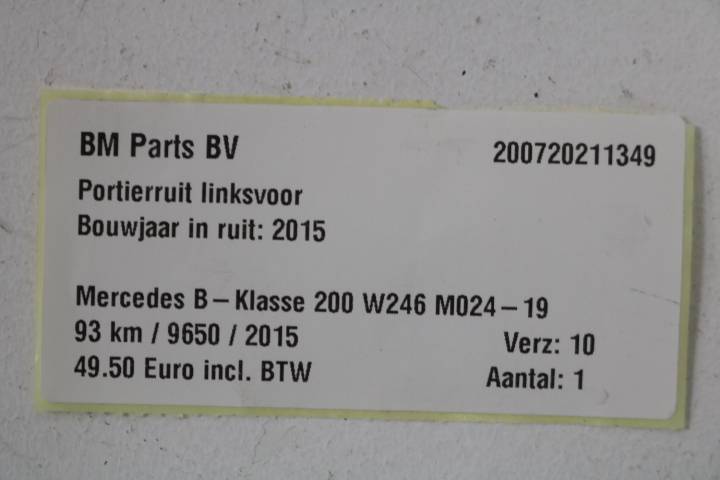 BM Parts BV 200720211349
Portierruit linksvoor
Bouwjaar in ruit: 2015
Mercedes B – Klasse 200 W246 M024 – 19
93 km / 9650 / 2015 Verz: 10
49.50 Euro incl. BTW Aantal: 1